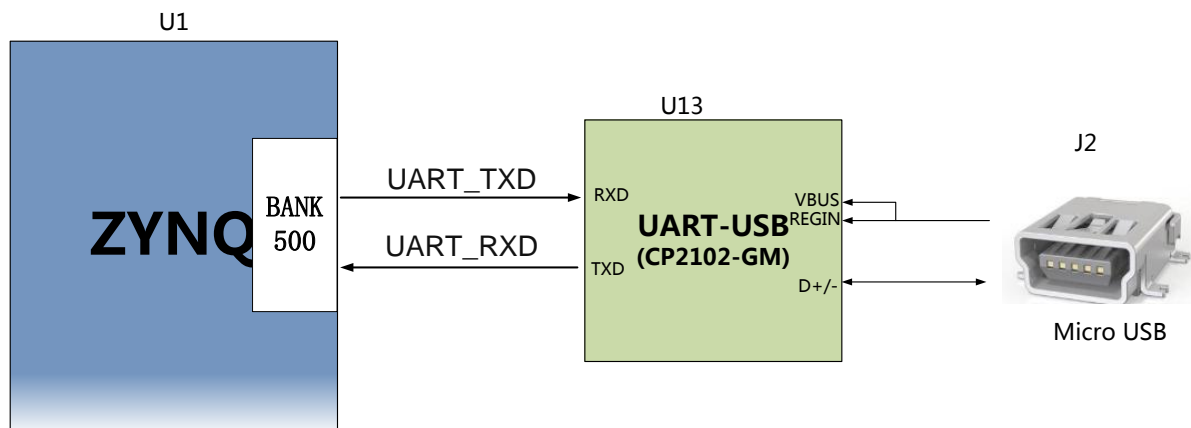 U1
ZYNQ
BANK
500
UART_TXD
UART_RXD
U13
RXD
TXD
UART-USB
(CP2102-GM)
VBUS
REGIN
D+/-
J2
Micro USB